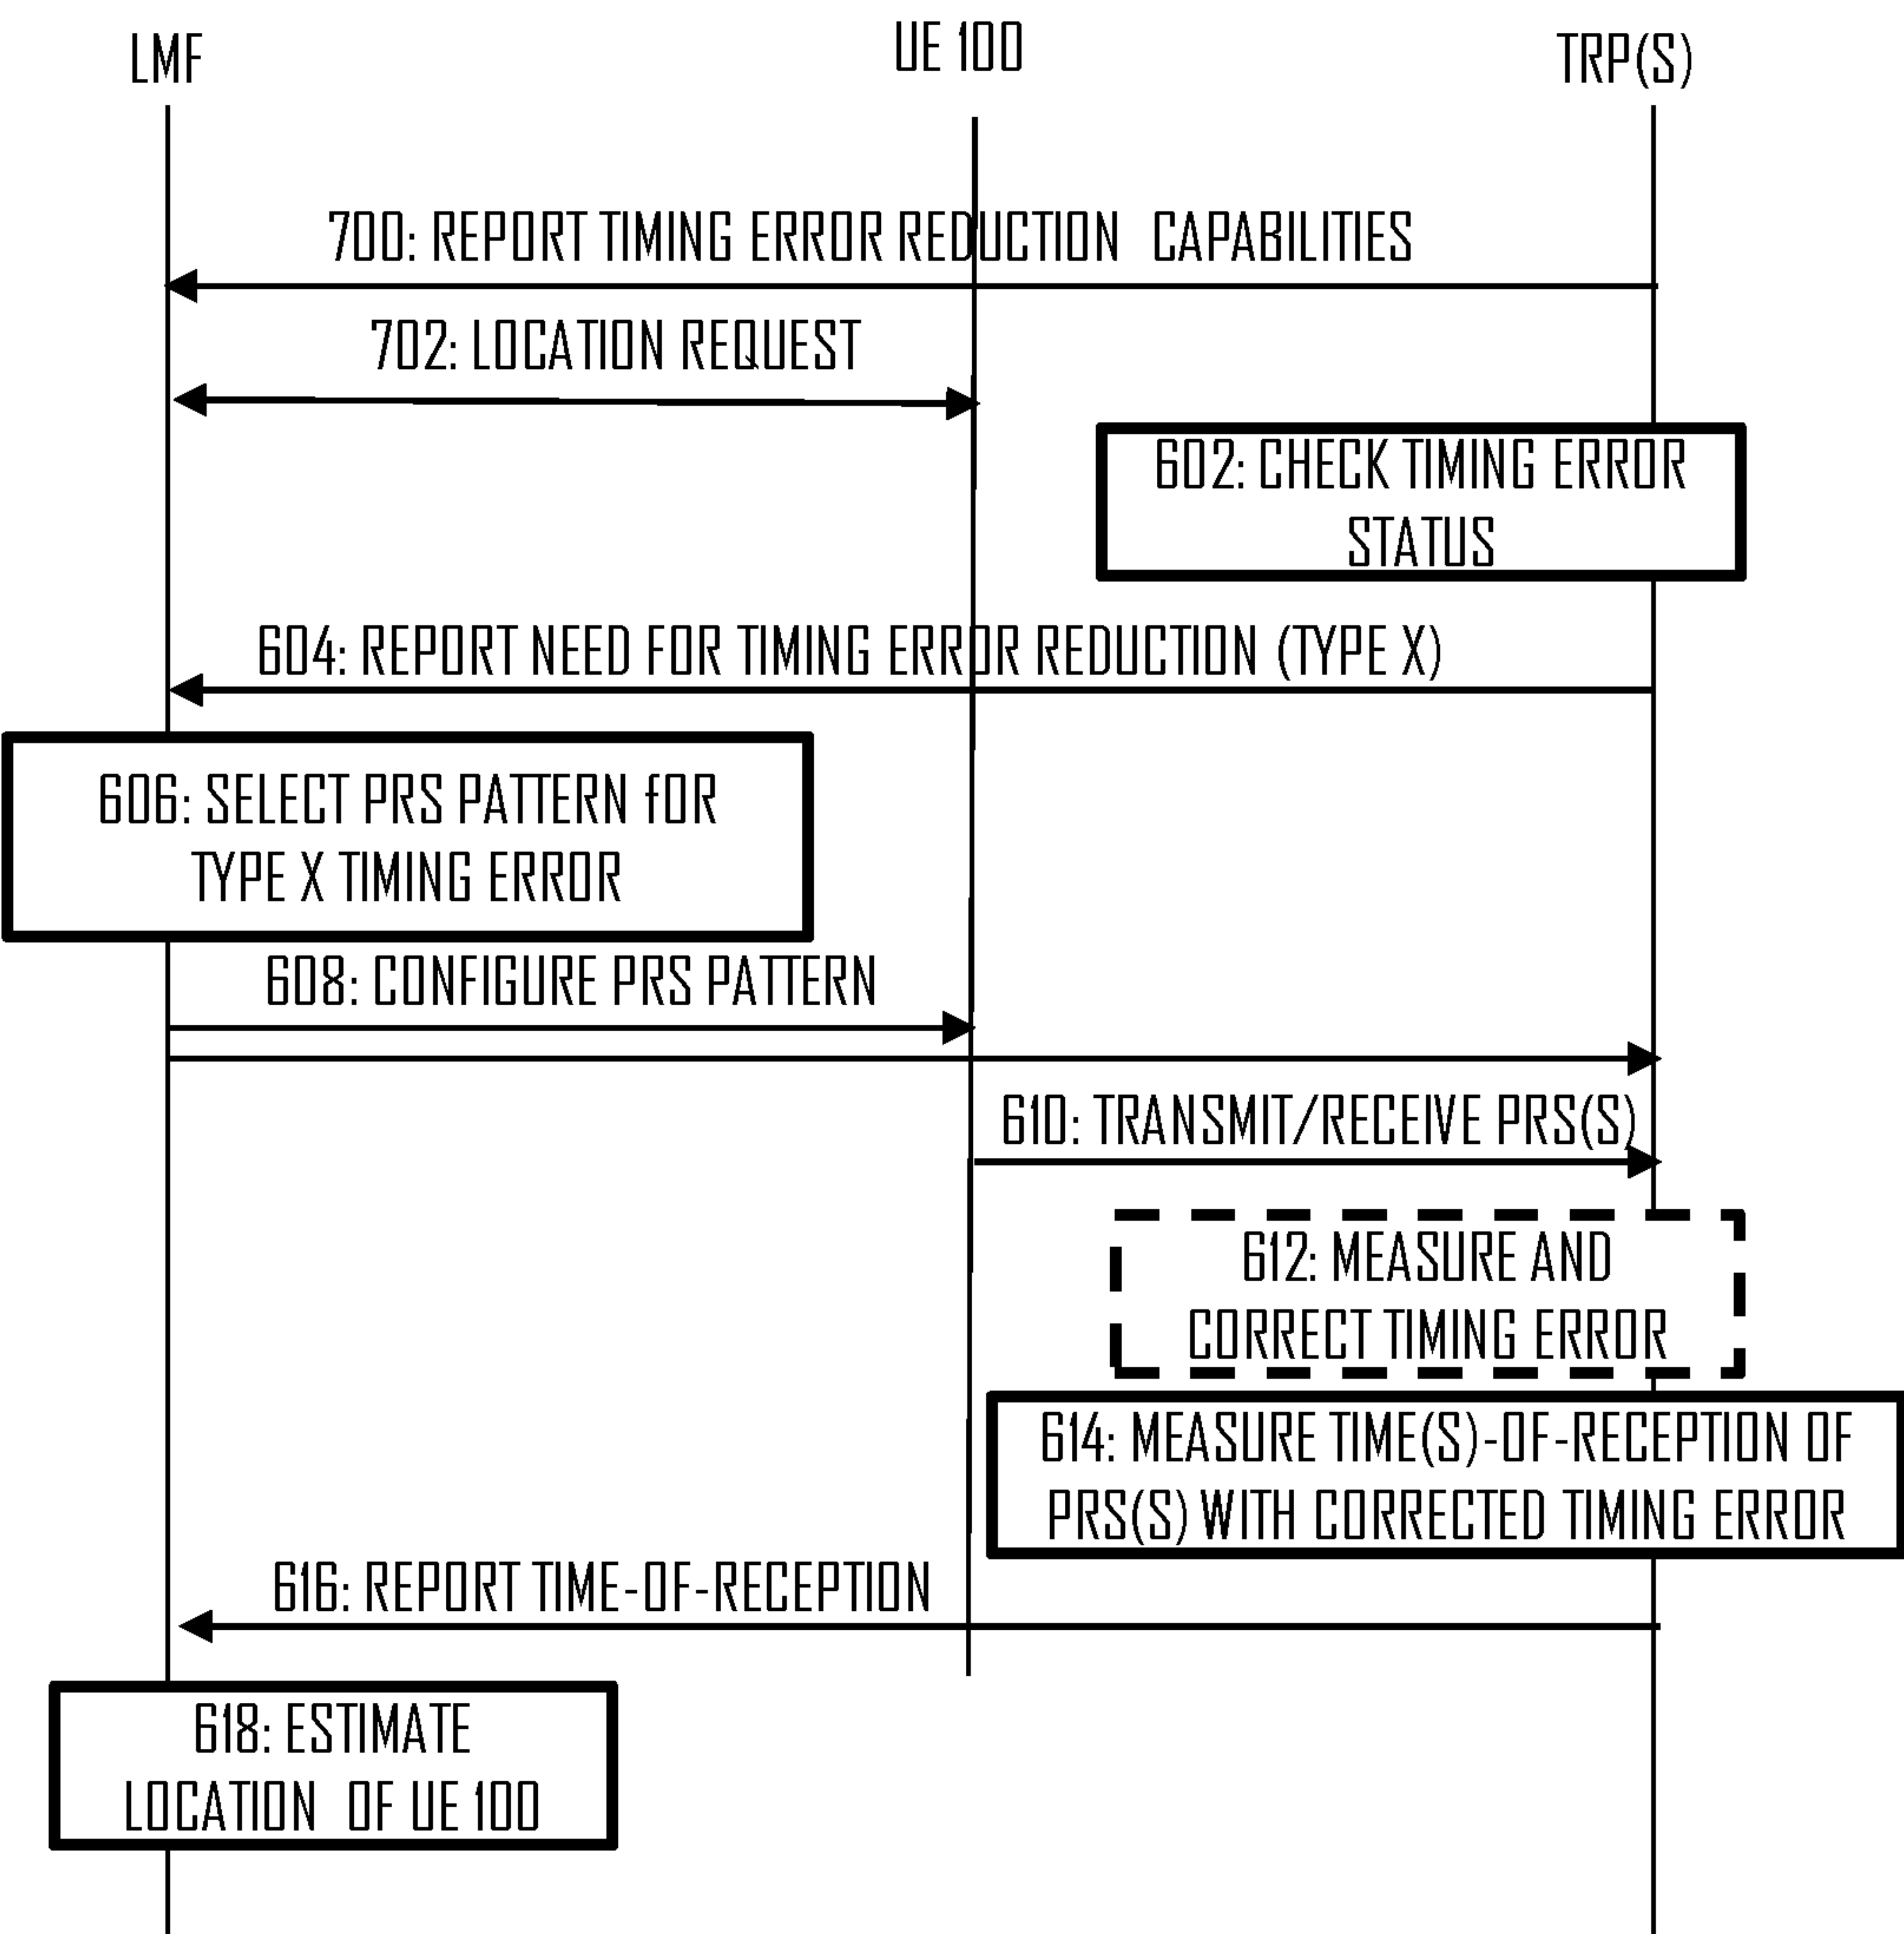 LMF
UE 100
TRP(S)
700: REPORT TIMING ERROR REDUCTION CAPABILITIES
702: LOCATION REQUEST
602: CHECK TIMING ERROR
STATUS
604: REPORT NEED FOR TIMING ERROR REDUCTION (TYPE X)
606: SELECT PRS PATTERN fOR
TYPE X TIMING ERROR
608: CONFIGURE PRS PATTERN
610: TRANSMIT/RECEIVE PRS(S)
612: MEASURE AND
CORRECT TIMING ERROR
614: MEASURE TIME(S)-OF-RECEPTION OF
PRS(S) WITH CORRECTED TIMING ERROR
616: REPORT TIME-OF-RECEPTION
618: ESTIMATE
LOCATION OF UE 100